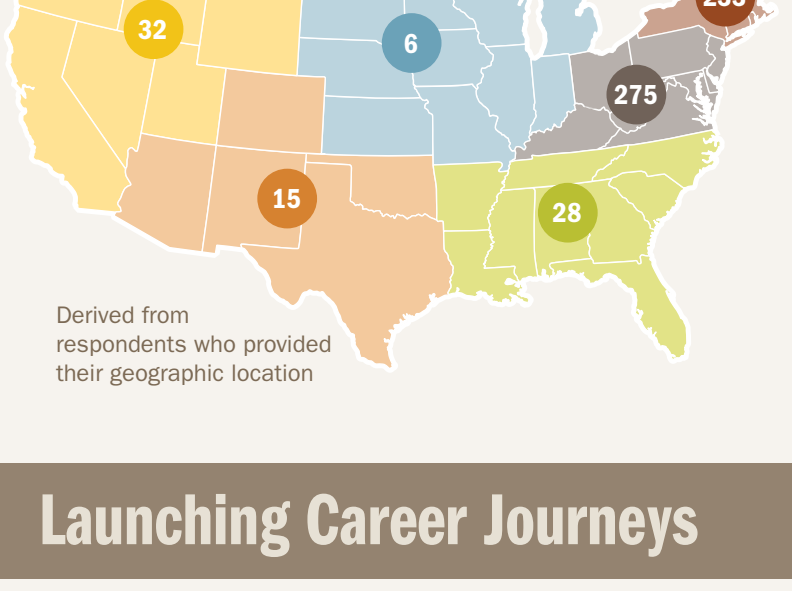 32
6
275
15
28
Derived from
respondents who provided
their geographic location
Launching Career Journeys